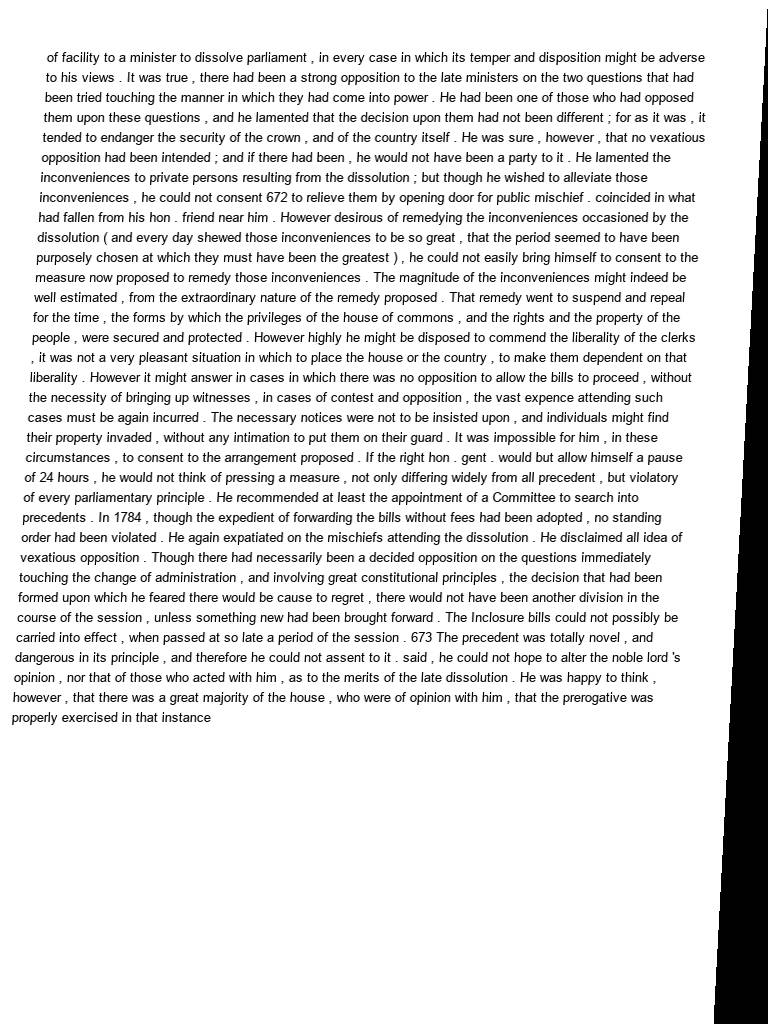 of facility to a minister to dissolve parliament , in every case in which its temper and disposition might be adverse
to his views . It was true , there had been a strong opposition to the late ministers on the two questions that had
been tried touching the manner in which they had come into power . He had been one of those who had opposed
them upon these questions , and he lamented that the decision upon them had not been different ; for as it was , it
tended to endanger the security of the crown , and of the country itself . He was sure , however , that no vexatious
opposition had been intended ; and if there had been , he would not have been a party to it . He lamented the
inconveniences to private persons resulting from the dissolution ; but though he wished to alleviate those
inconveniences , he could not consent 672 to relieve them by opening door for public mischief . coincided in what
had fallen from his hon . friend near him . However desirous of remedying the inconveniences occasioned by the
dissolution ( and every day shewed those inconveniences to be so great , that the period seemed to have been
purposely chosen at which they must have been the greatest ) , he could not easily bring himself to consent to the
measure now proposed to remedy those inconveniences . The magnitude of the inconveniences might indeed be
well estimated , from the extraordinary nature of the remedy proposed . That remedy went to suspend and repeal
for the time , the forms by which the privileges of the house of commons , and the rights and the property of the
people , were secured and protected . However highly he might be disposed to commend the liberality of the clerks
, it was not a very pleasant situation in which to place the house or the country , to make them dependent on that
liberality . However it might answer in cases in which there was no opposition to allow the bills to proceed , without
the necessity of bringing up witnesses , in cases of contest and opposition , the vast expence attending such
cases must be again incurred . The necessary notices were not to be insisted upon , and individuals might find
their property invaded , without any intimation to put them on their guard . It was impossible for him , in these
circumstances , to consent to the arrangement proposed . If the right hon . gent . would but allow himself a pause
of 24 hours , he would not think of pressing a measure , not only differing widely from all precedent , but violatory
of every parliamentary principle . He recommended at least the appointment of a Committee to search into
precedents . In 1784 , though the expedient of forwarding the bills without fees had been adopted , no standing
order had been violated . He again expatiated on the mischiefs attending the dissolution . He disclaimed all idea of
vexatious opposition . Though there had necessarily been a decided opposition on the questions immediately
touching the change of administration , and involving great constitutional principles , the decision that had been
formed upon which he feared there would be cause to regret , there would not have been another division in the
course of the session , unless something new had been brought forward . The Inclosure bills could not possibly be
carried into effect , when passed at so late a period of the session . 673 The precedent was totally novel , and
dangerous in its principle , and therefore he could not assent to it . said , he could not hope to alter the noble lord 's
opinion , nor that of those who acted with him , as to the merits of the late dissolution . He was happy to think ,
however , that there was a great majority of the house , who were of opinion with him , that the prerogative was
properly exercised in that instance